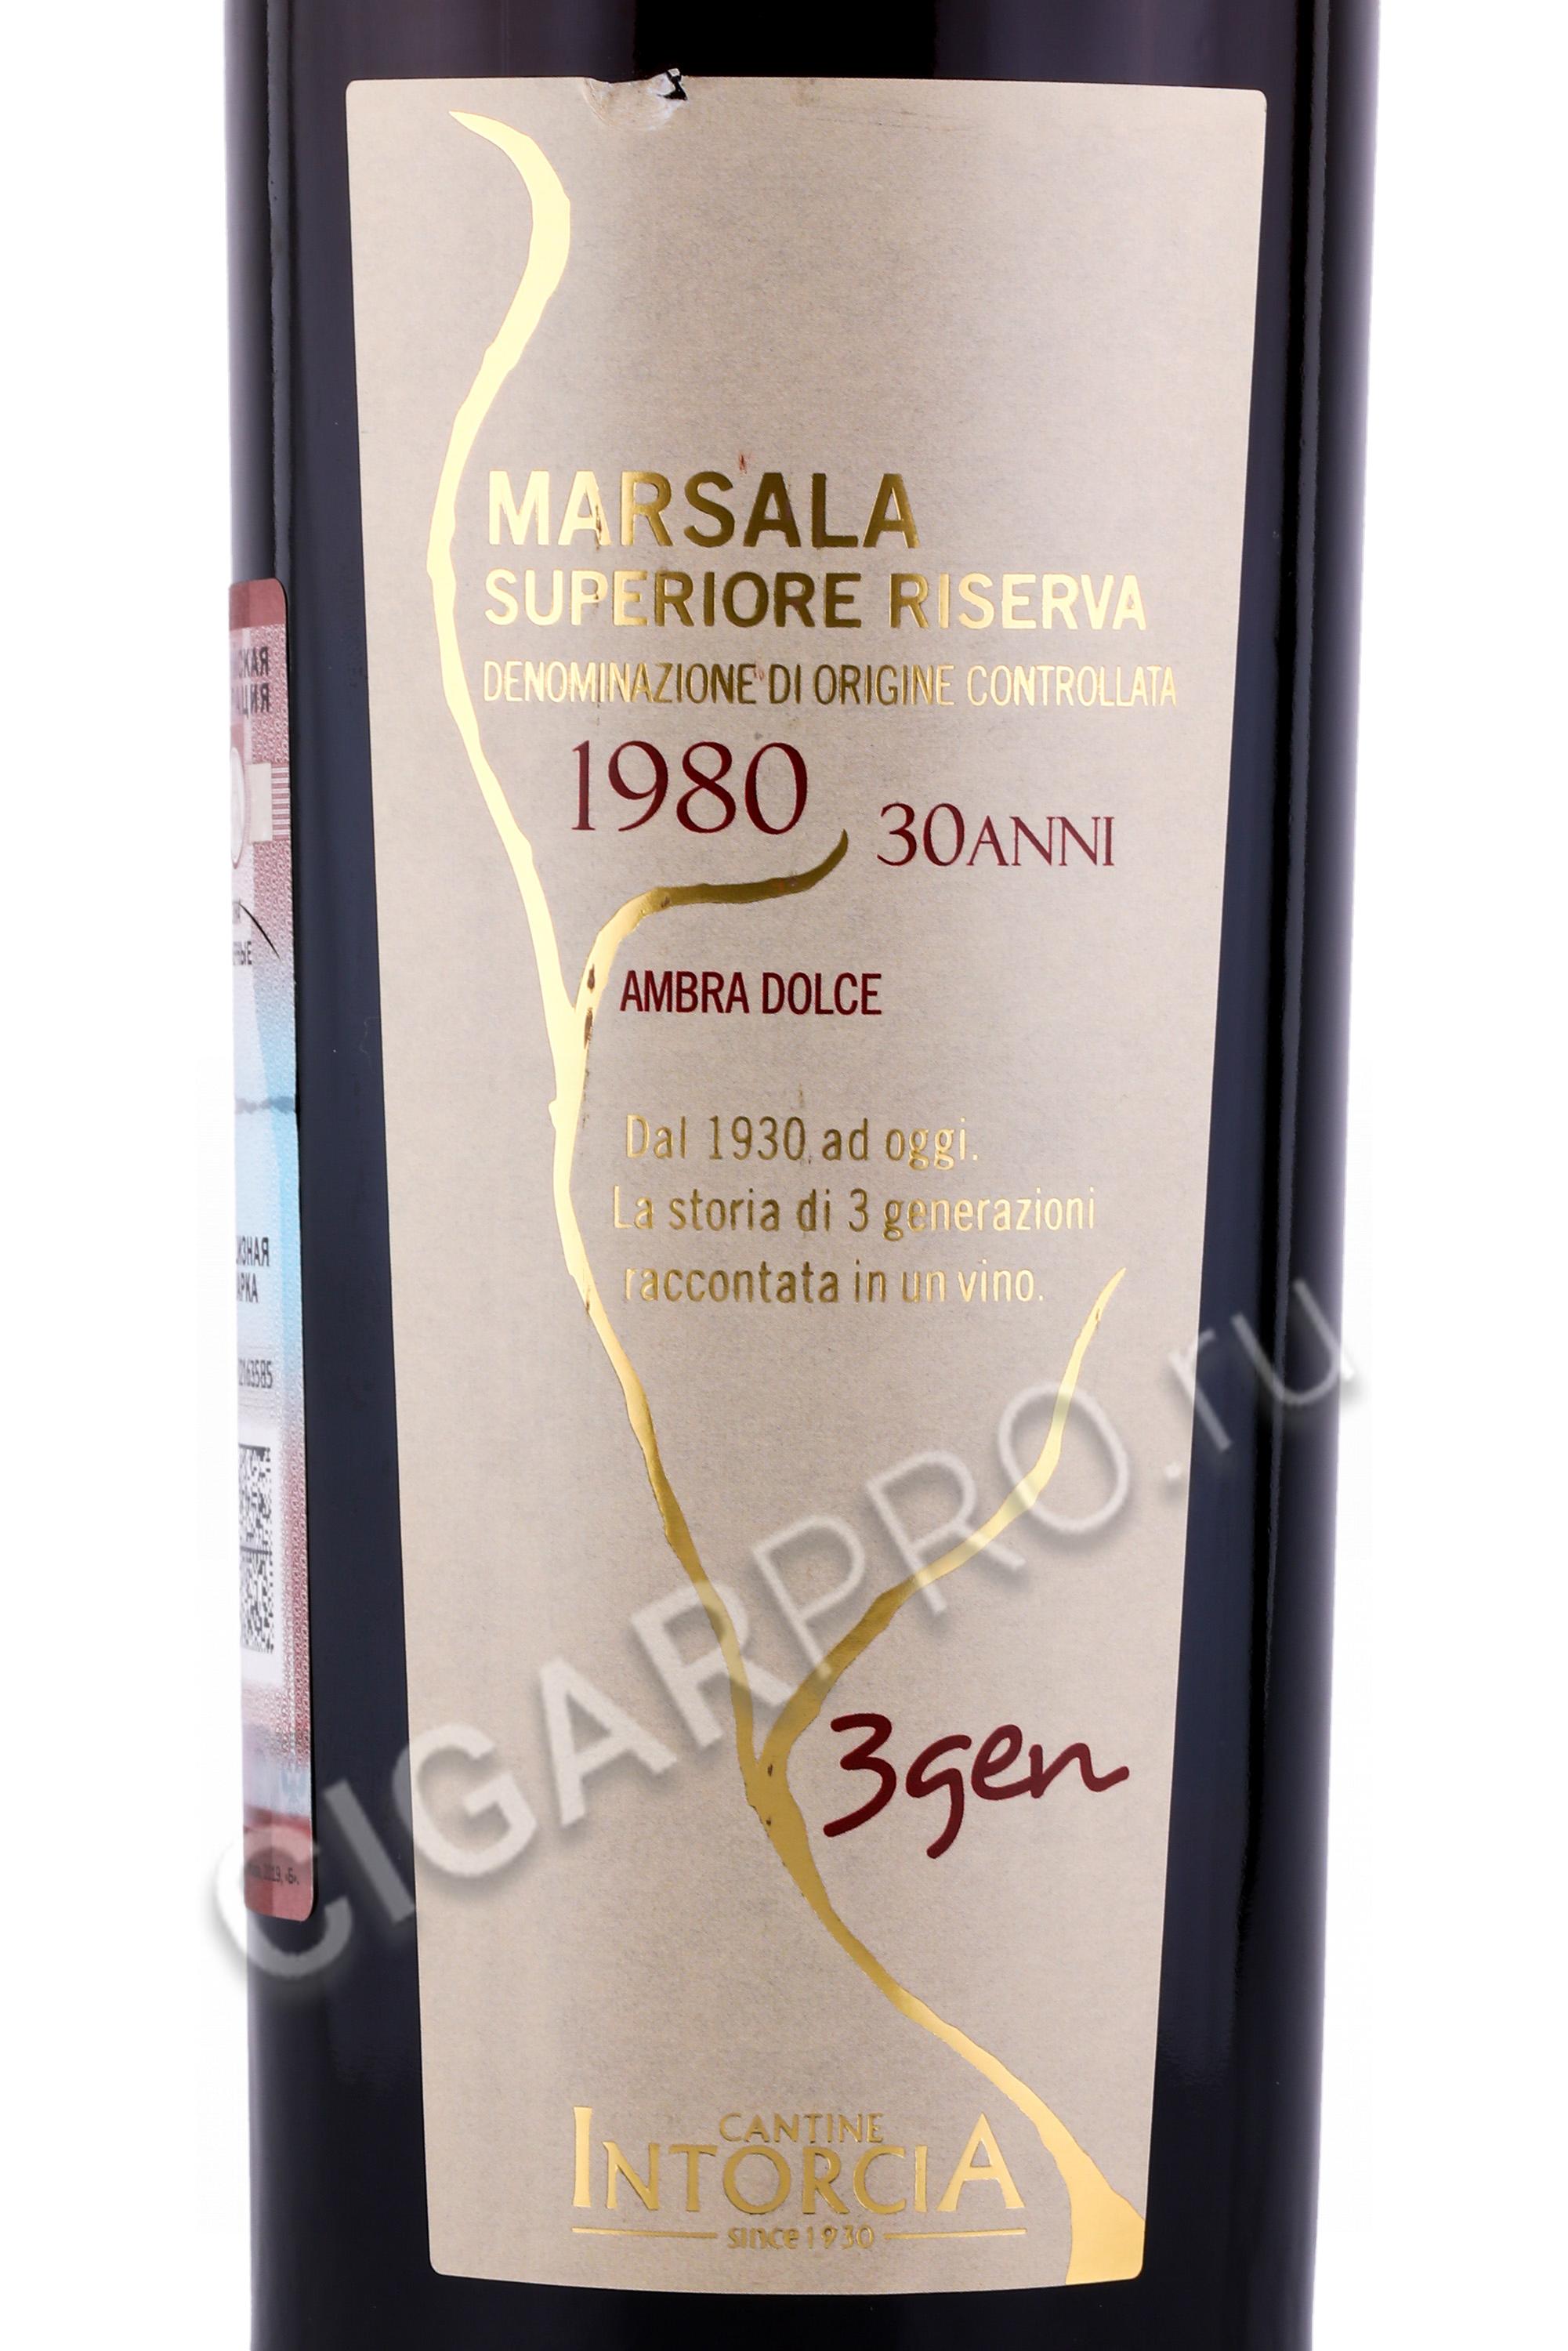 MARSALA
SUPERIORE RISERVA
DENOMINAZIONE DI ORIGINE CONTROLLATA
1980
30ANNI
AMBRA DOLCE
Dal 1930 ad oggi.
La storia di 3 generazioni
raccontata in un vino.
3gen
CANTINE
INTORCIA
since 1930
CIGARPRO.ru